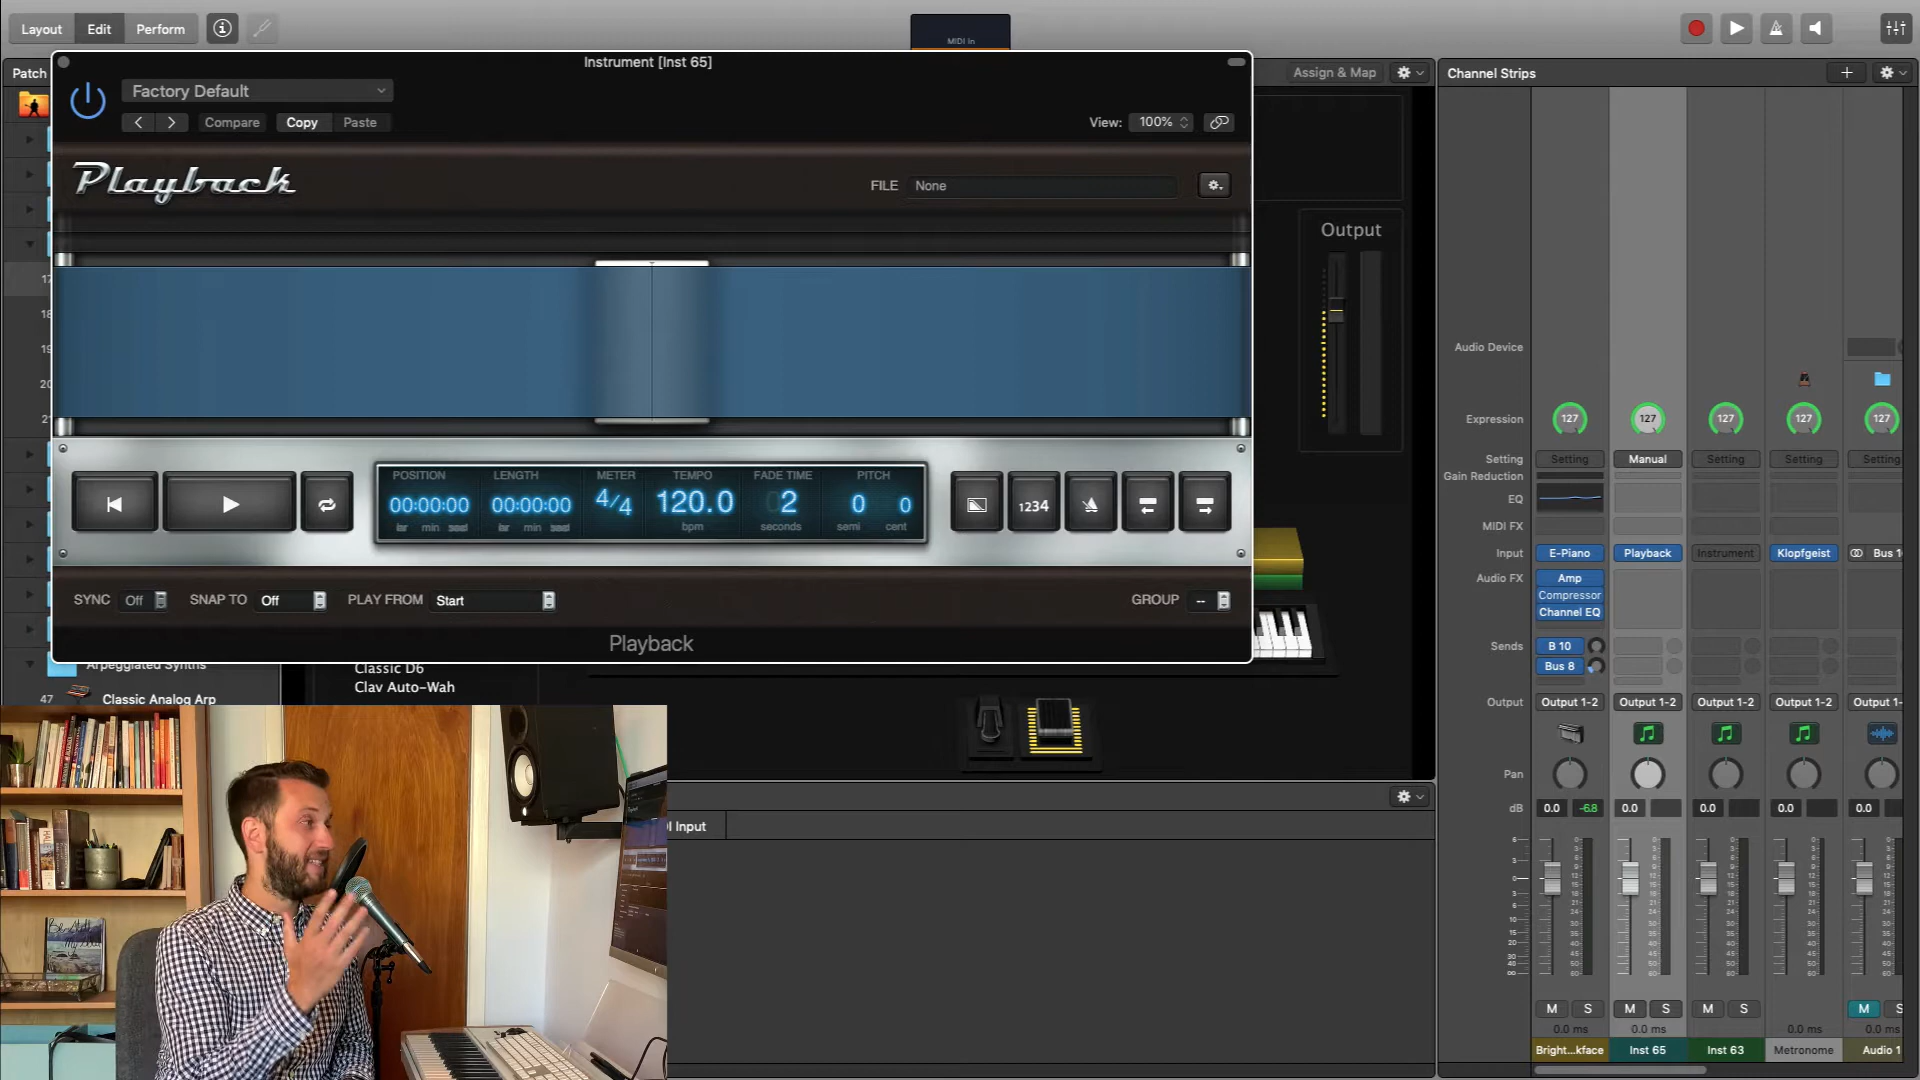 Layout
Edit
Perform
MIDI In
Patch
Instrument [Inst 65]
Assign & Map
Channel Strips
Factory Default
Compare
Copy
Paste
View:
100%
Playback
FILE
None
Output
POSITION
LENGTH
METER
TEMPO
FADE TIME
PITCH
00:00:00
00:00:00
4/4
120.0
2
0
0
min
min
bpm
seconds
semi
cent
1234
SYNC
Off
SNAP TO
Off
PLAY FROM
Start
GROUP
--
Playback
17
19
Arpeggiated Synths
47
Classic Analog Arp
Classic D6
Clav Auto-Wah
Audio Device
Expression
127
127
127
127
127
Setting
Setting
Manual
Setting
Setting
Setting
Gain Reduction
EQ
MIDI FX
Input
E-Piano
Playback
Instrument
Klopfgeist
Audio FX
Amp
Compressor
Channel EQ
Sends
B 10
Bus 8
Output
Output 1-2
Output 1-2
Output 1-2
Output 1-2
Pan
dB
0.0
-6.8
0.0
0.0
0.0
0.0
M
S
M
S
M
S
M
0.0 ms
0.0 ms
0.0 ms
0.0 ms
Bright...kface
Inst 65
Inst 63
Metronome
Audio 1
Input